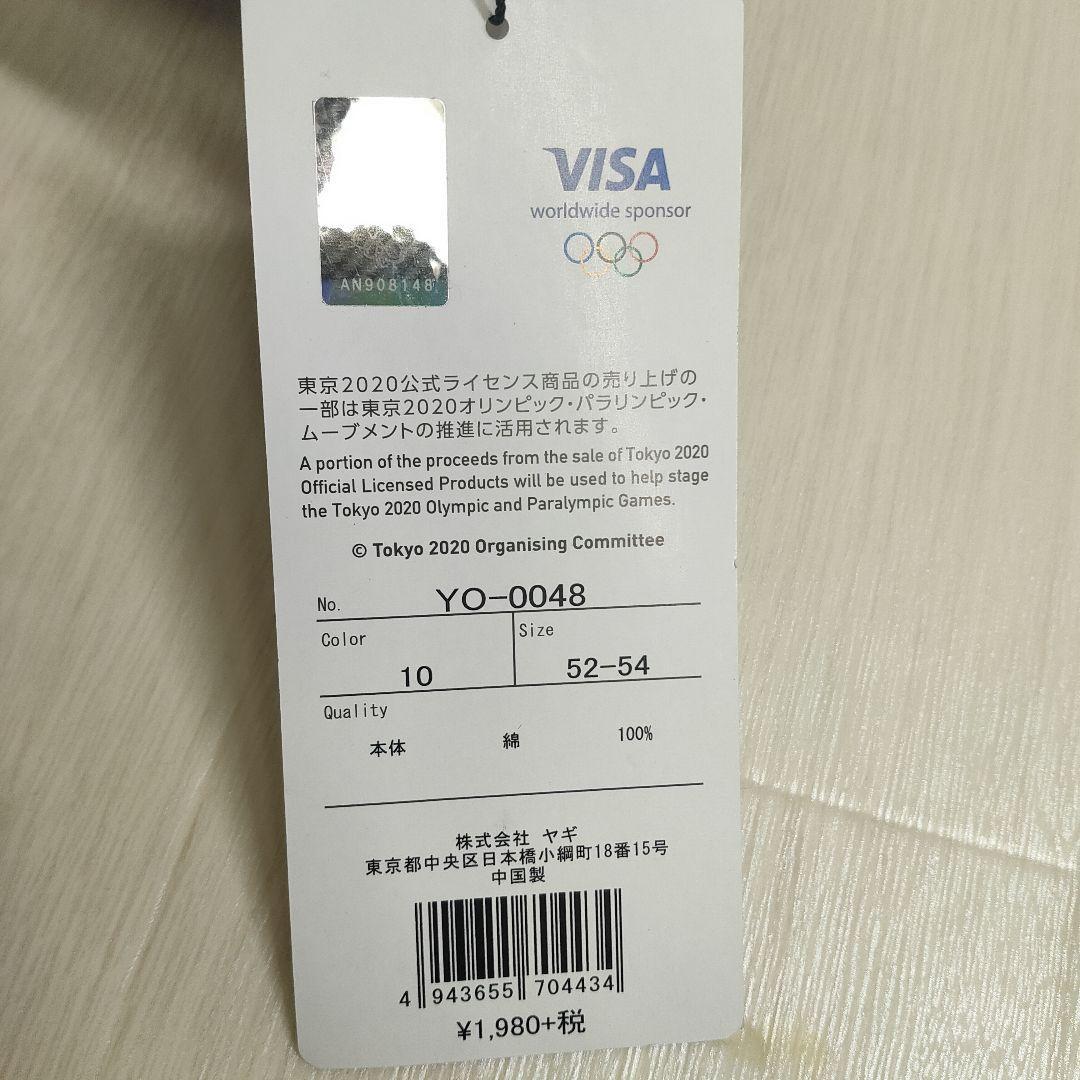 AN908148
VISA
worldwide sponsor
東京2020公式ライセンス商品の売り上げの
一部は東京2020オリンピック・パラリンピック・
ムーブメントの推進に活用されます。
A portion of the proceeds from the sale of Tokyo 2020
Official Licensed Products will be used to help stage
the Tokyo 2020 Olympic and Paralympic Games.
© Tokyo 2020 Organising Committee
No. YO-0048
Color Size
10 52-54
Quality
本体 綿 100%
株式会社 ヤギ
東京都中央区日本橋小網町18番15号
中国製
4 943655 704434
¥1,980+税